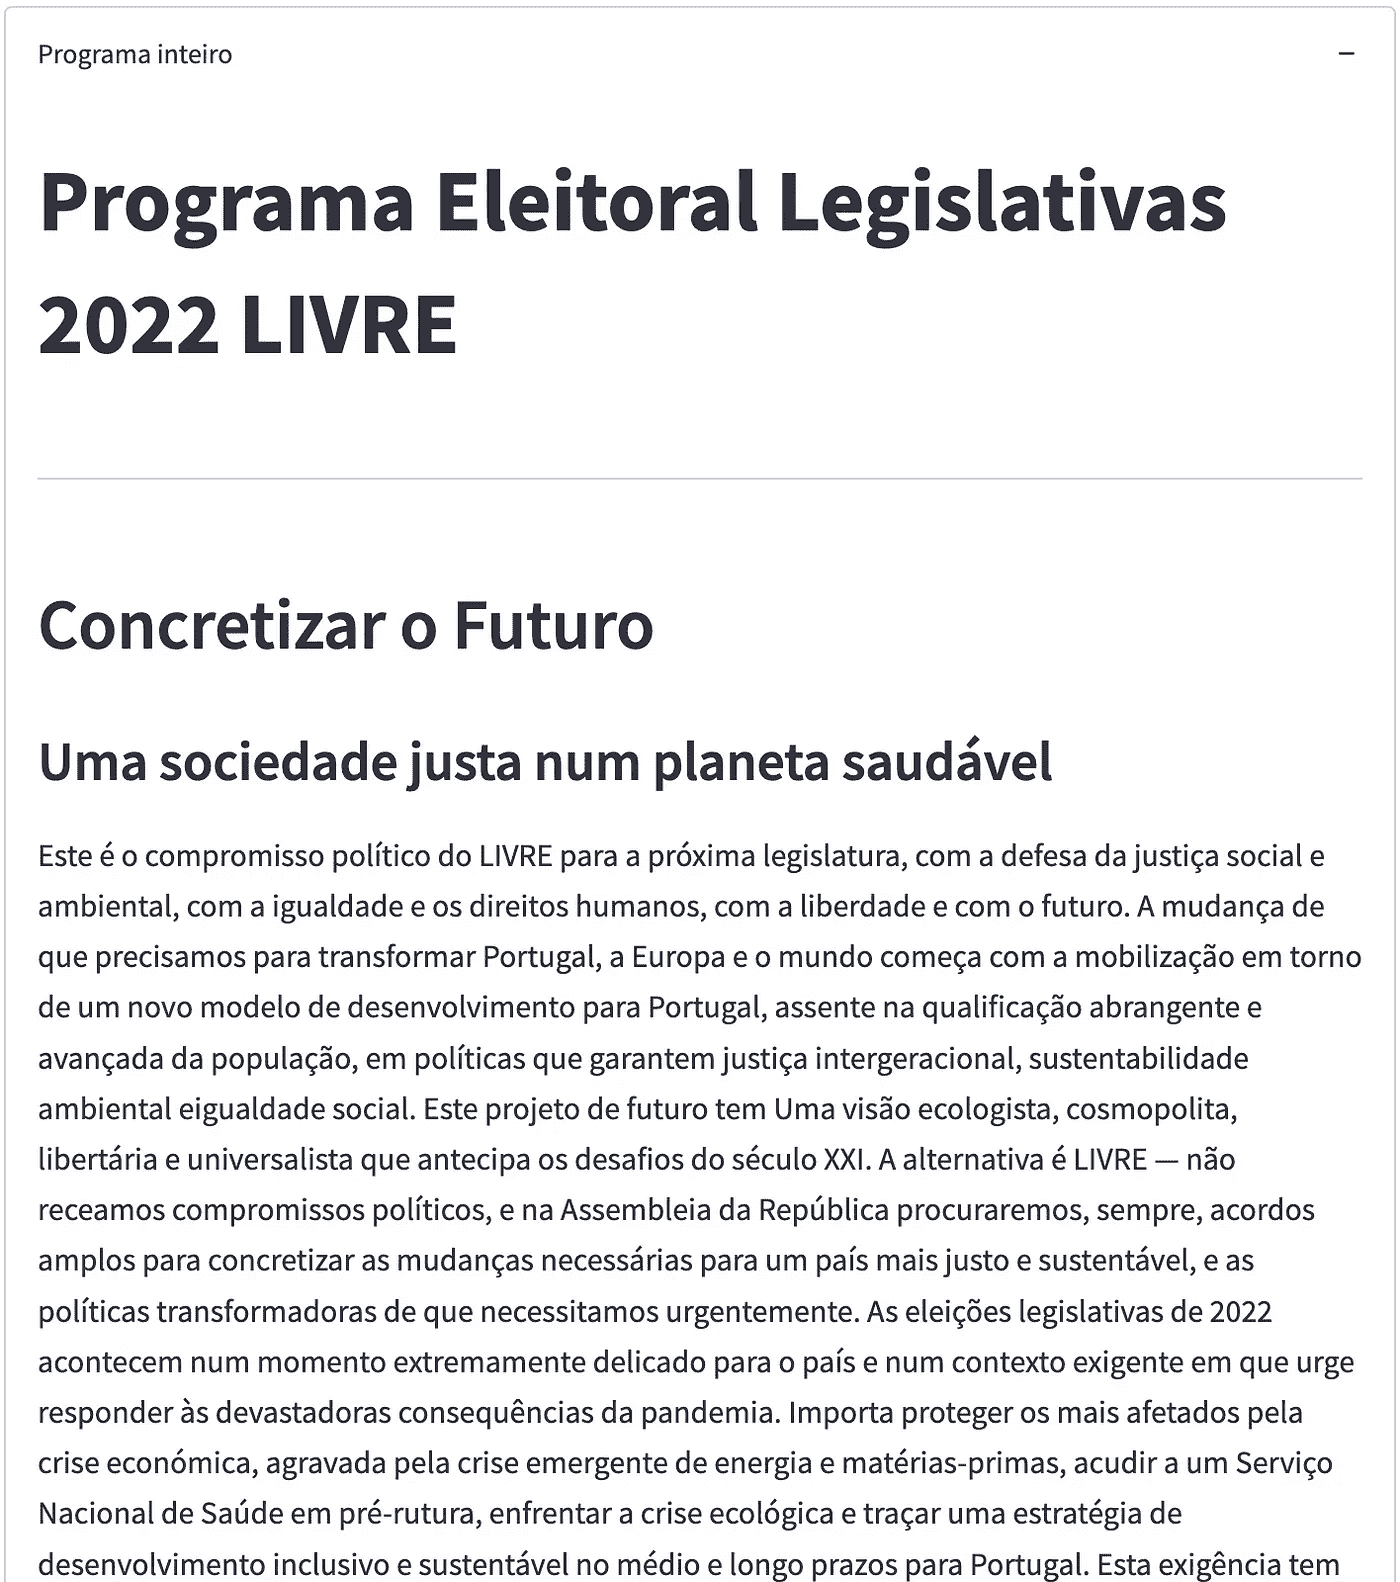 Programa inteiro
Programa Eleitoral Legislativas
2022 LIVRE
Concretizar o Futuro
Uma sociedade justa num planeta saudável
Este é o compromisso político do LIVRE para a próxima legislatura, com a defesa da justiça social e
ambiental, com a igualdade e os direitos humanos, com a liberdade e com o futuro. A mudança de
que precisamos para transformar Portugal, a Europa e o mundo começa com a mobilização em torno
de um novo modelo de desenvolvimento para Portugal, assente na qualificação abrangente e
avançada da população, em políticas que garantem justiça intergeracional, sustentabilidade
ambiental eigualdade social. Este projeto de futuro tem Uma visão ecologista, cosmopolita,
libertária e universalista que antecipa os desafios do século XXI. A alternativa é LIVRE — não
receamos compromissos políticos, e na Assembleia da República procuraremos, sempre, acordos
amplos para concretizar as mudanças necessárias para um país mais justo e sustentável, e as
políticas transformadoras de que necessitamos urgentemente. As eleições legislativas de 2022
acontecem num momento extremamente delicado para o país e num contexto exigente em que urge
responder às devastadoras consequências da pandemia. Importa proteger os mais afetados pela
crise económica, agravada pela crise emergente de energia e matérias-primas, acudir a um Serviço
Nacional de Saúde em pré-rutura, enfrentar a crise ecológica e traçar uma estratégia de
desenvolvimento inclusivo e sustentável no médio e longo prazos para Portugal. Esta exigência tem